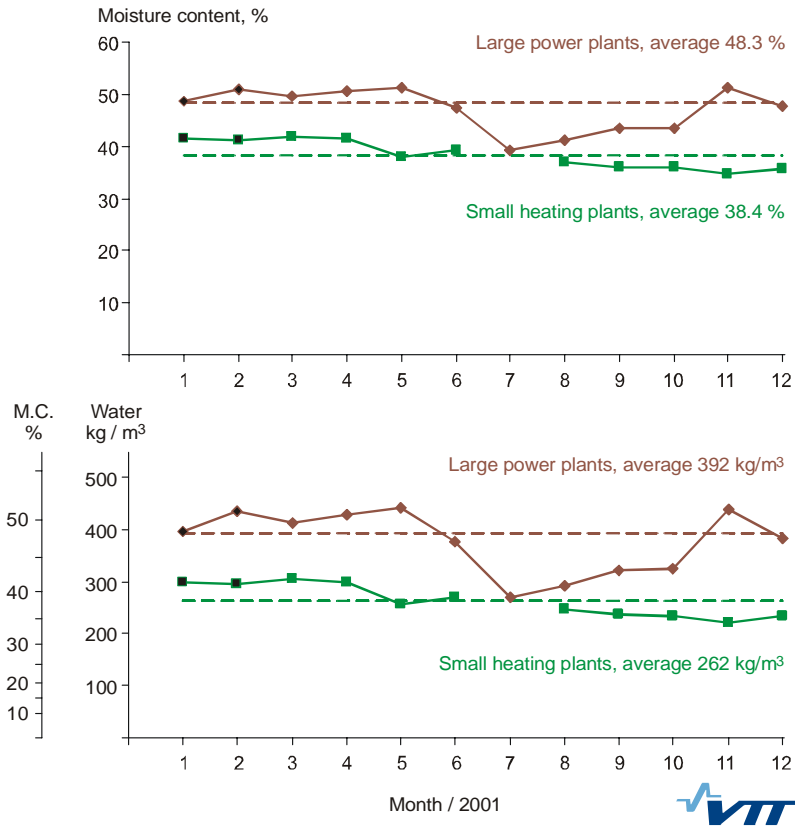 Moisture content, %
60
Large power plants, average 48.3 %
50
40
30
Small heating plants, average 38.4 %
20
10
1 2 3 4 5 6 7 8 9 10 11 12
M.C. Water
% kg / m³
Large power plants, average 392 kg/m³
500
50 400
40 300
30 200
Small heating plants, average 262 kg/m³
20 100
10
1 2 3 4 5 6 7 8 9 10 11 12
Month / 2001
VTT